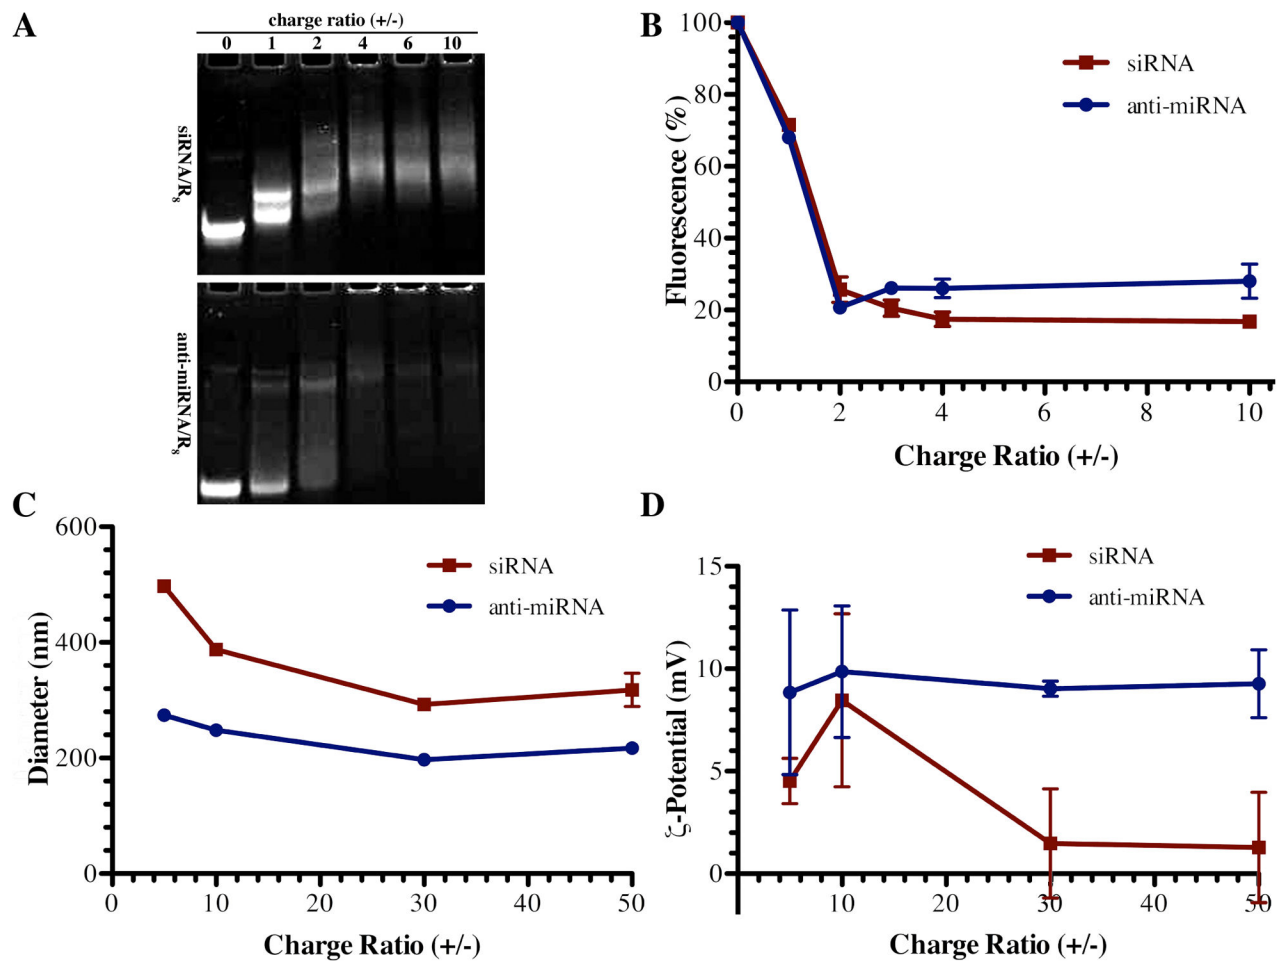 A
charge ratio (+/-)
0 1 2 4 6 10
siRNA/R8
anti-miRNA/R8
B
100
80
60
40
20
0
Fluorescence (%)
siRNA
anti-miRNA
0 2 4 6 8 10
Charge Ratio (+/-)
C
600
400
200
0
Diameter (nm)
siRNA
anti-miRNA
0 10 20 30 40 50
Charge Ratio (+/-)
D
15
10
5
0
ζ-Potential (mV)
siRNA
anti-miRNA
10 20 30 40 50
Charge Ratio (+/-)